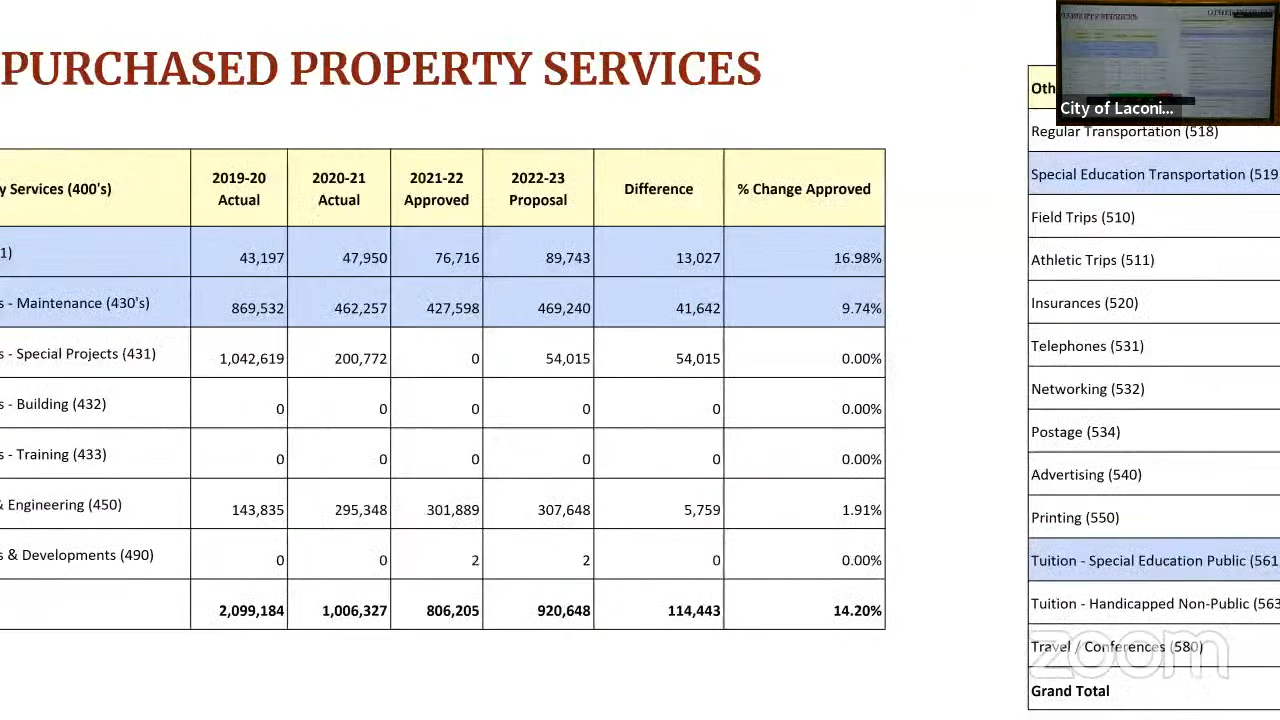 PURCHASED PROPERTY SERVICES
y Services (400's) 2019-20 Actual 2020-21 Actual 2021-22 Approved 2022-23 Proposal Difference % Change Approved
1) 43,197 47,950 76,716 89,743 13,027 16.98%
s - Maintenance (430's) 869,532 462,257 427,598 469,240 41,642 9.74%
s - Special Projects (431) 1,042,619 200,772 0 54,015 54,015 0.00%
s - Building (432) 0 0 0 0 0 0.00%
s - Training (433) 0 0 0 0 0 0.00%
& Engineering (450) 143,835 295,348 301,889 307,648 5,759 1.91%
s & Developments (490) 0 0 2 2 0 0.00%
2,099,184 1,006,327 806,205 920,648 114,443 14.20%
City of Laconi...
Oth
Regular Transportation (518)
Special Education Transportation (519
Field Trips (510)
Athletic Trips (511)
Insurances (520)
Telephones (531)
Networking (532)
Postage (534)
Advertising (540)
Printing (550)
Tuition - Special Education Public (561
Tuition - Handicapped Non-Public (563
Travel / Conferences (580)
Grand Total
zoom